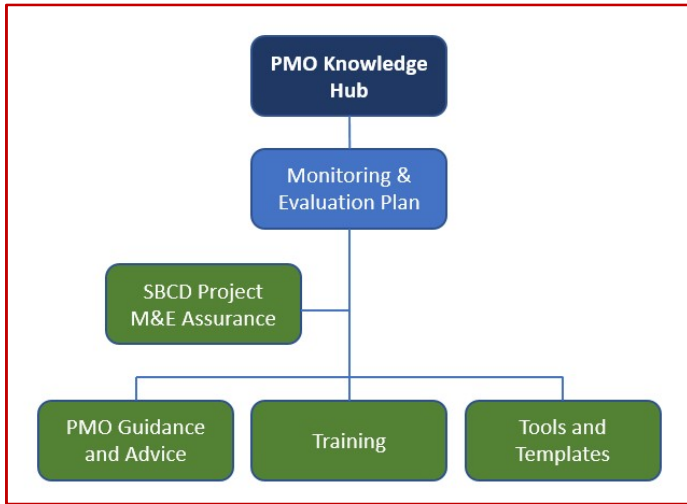 PMO Knowledge
Hub
Monitoring &
Evaluation Plan
SBCD Project
M&E Assurance
PMO Guidance
and Advice
Training
Tools and
Templates